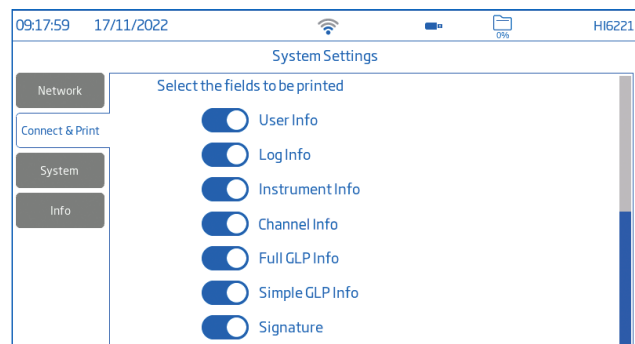 09:17:59 17/11/2022 0% HI6221
System Settings
Network
Connect & Print
System
Info
Select the fields to be printed
User Info
Log Info
Instrument Info
Channel Info
Full GLP Info
Simple GLP Info
Signature